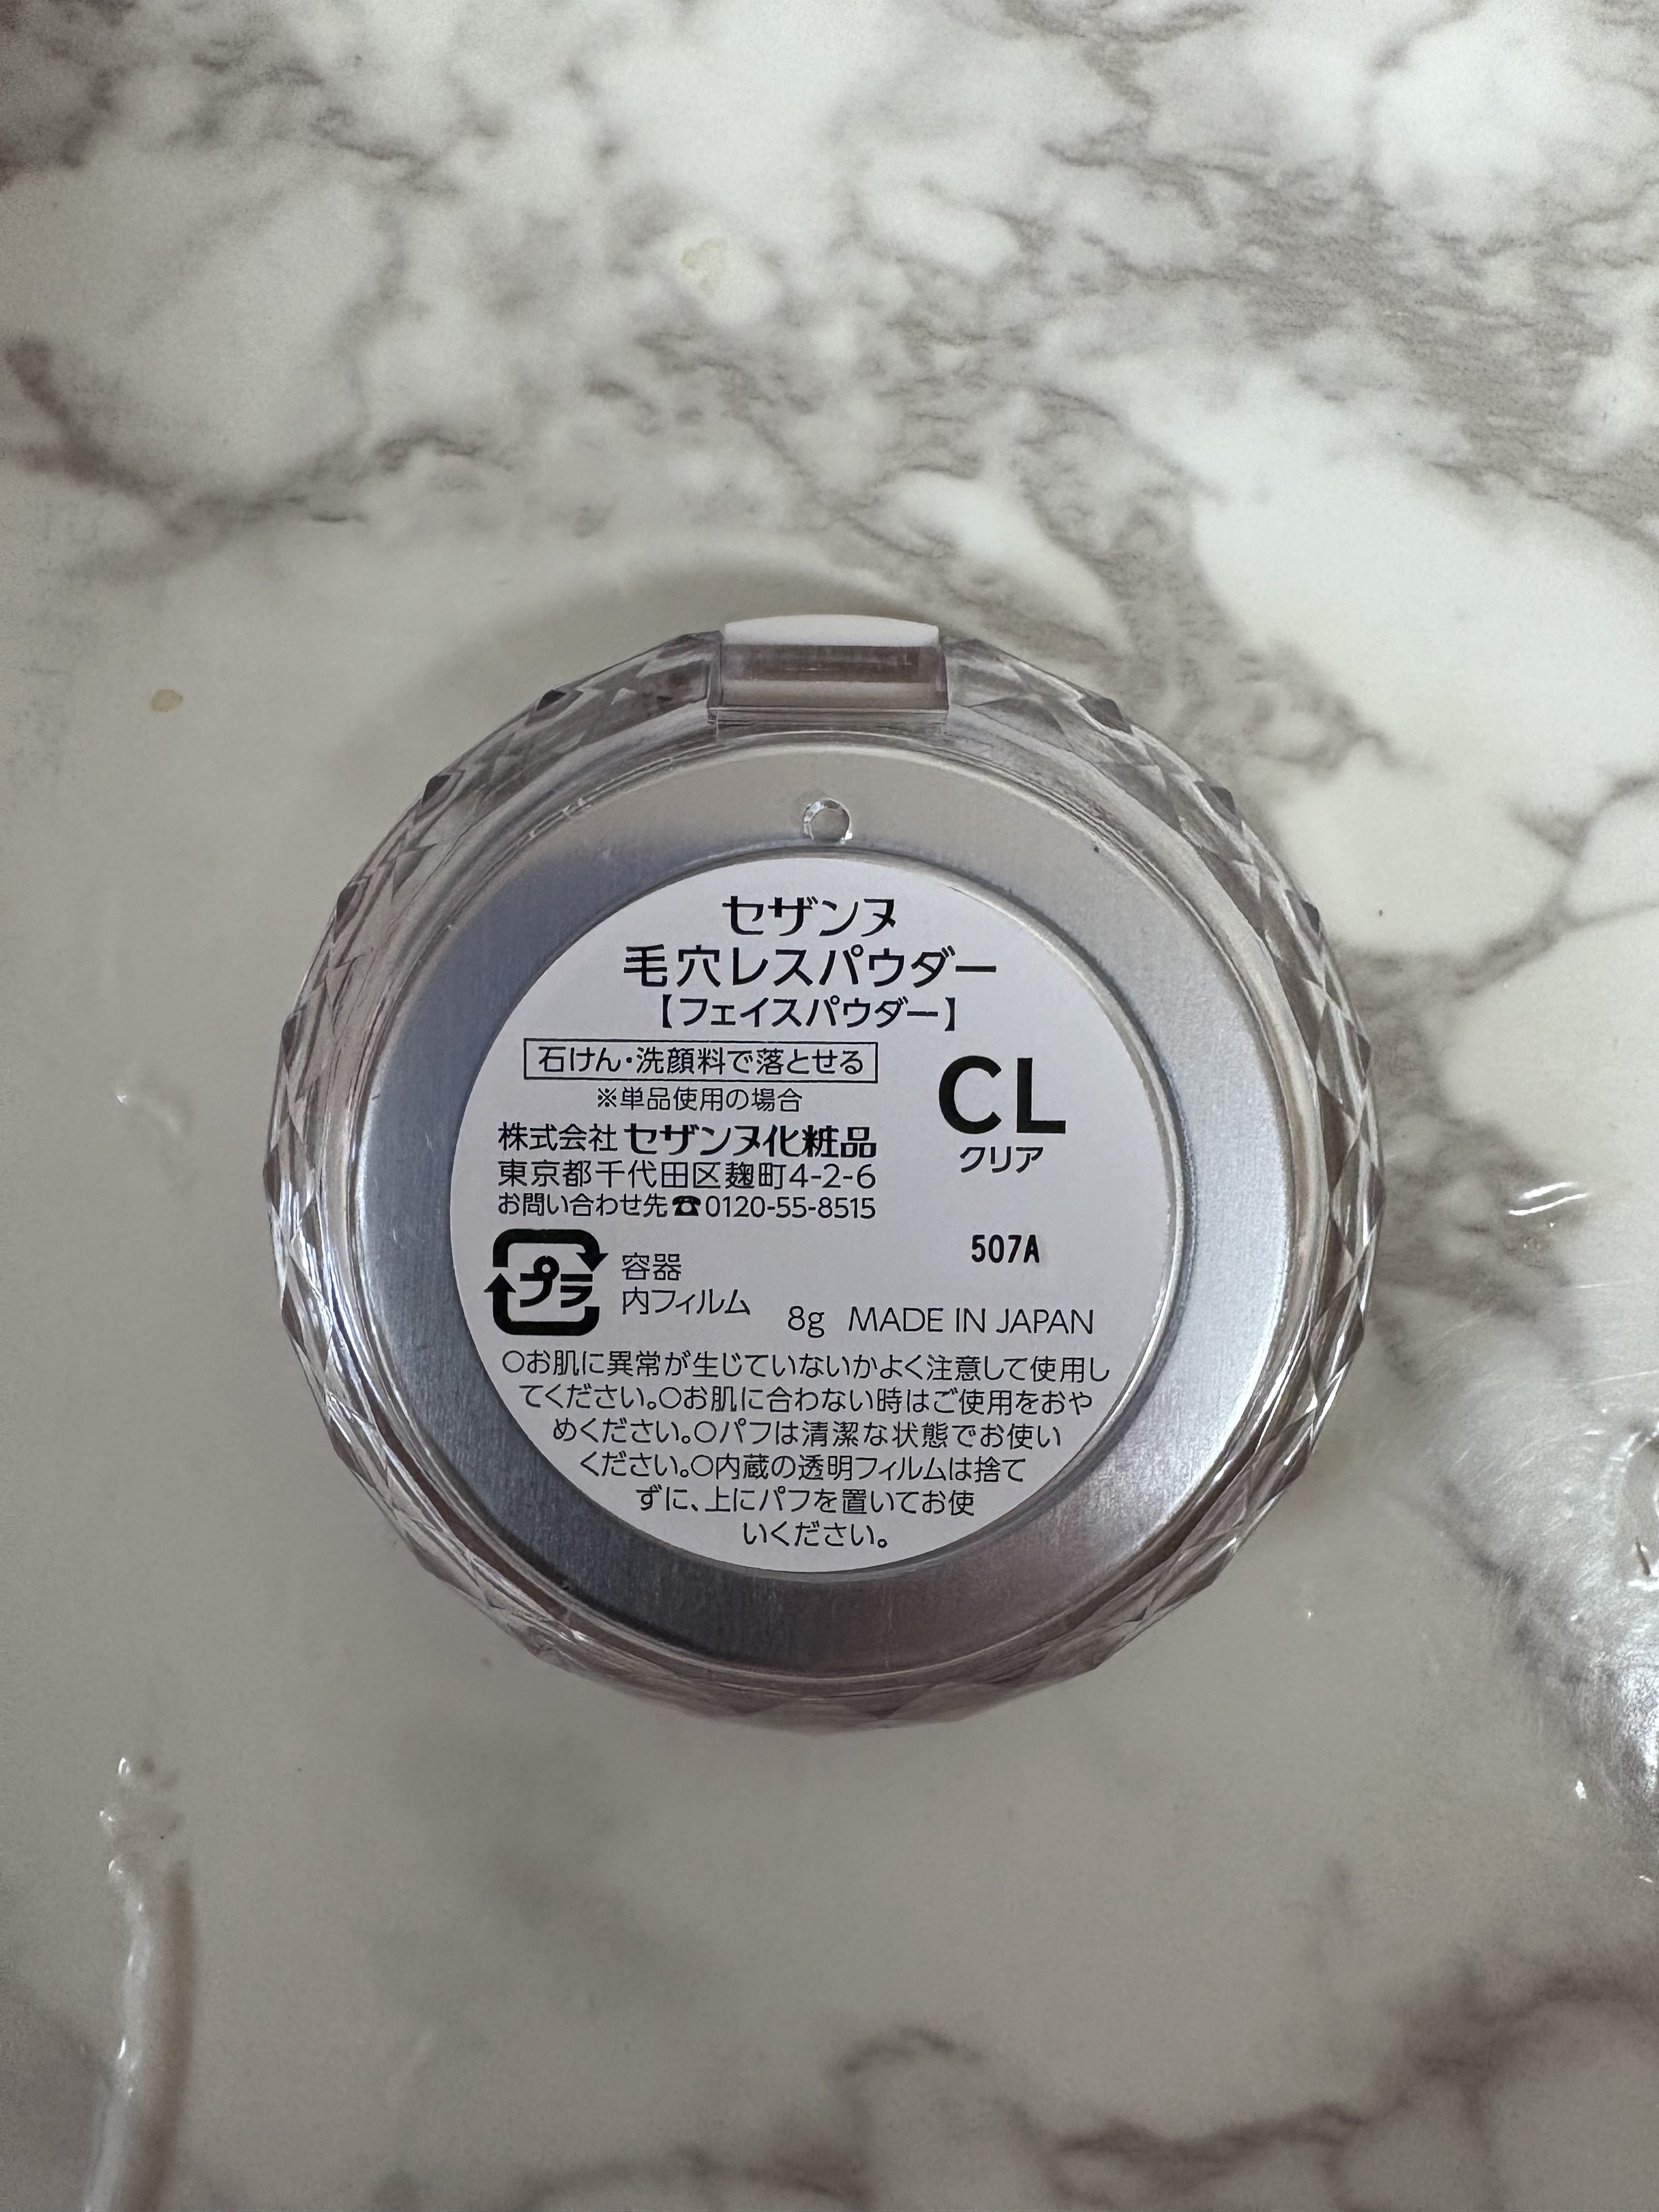 セザンヌ
毛穴レスパウダー
【フェイスパウダー】
石けん・洗顔料で落とせる
※単品使用の場合
CL
クリア
株式会社 セザンヌ化粧品
東京都千代田区麹町4-2-6
お問い合わせ先☎0120-55-8515
507A
プラ
容器
内フィルム
8g MADE IN JAPAN
○お肌に異常が生じていないかよく注意して使用し
てください。○お肌に合わない時はご使用をおや
めください。○パフは清潔な状態でお使い
ください。○内蔵の透明フィルムは捨て
ずに、上にパフを置いてお使
いください。